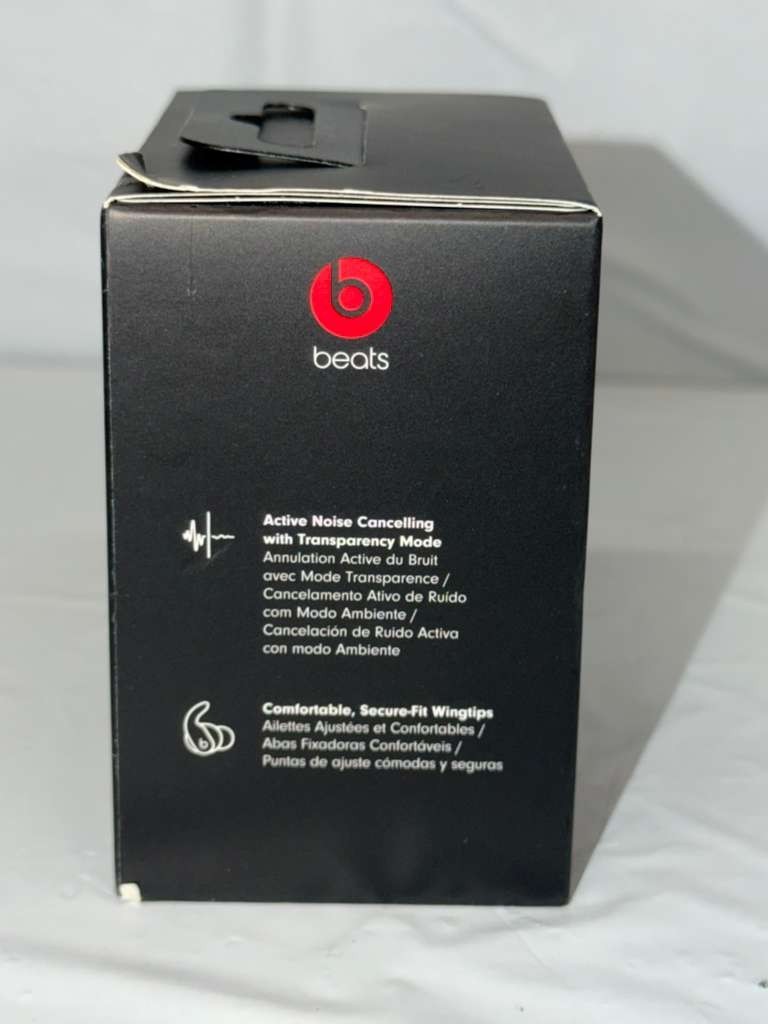 beats
Active Noise Cancelling
with Transparency Mode
Annulation Active du Bruit
avec Mode Transparence /
Cancelamento Ativo de Ruído
com Modo Ambiente /
Cancelación de Ruido Activa
con modo Ambiente
Comfortable, Secure-Fit Wingtips
Ailettes Ajustées et Confortables /
Abas Fixadoras Confortáveis /
Puntas de ajuste cómodas y seguras